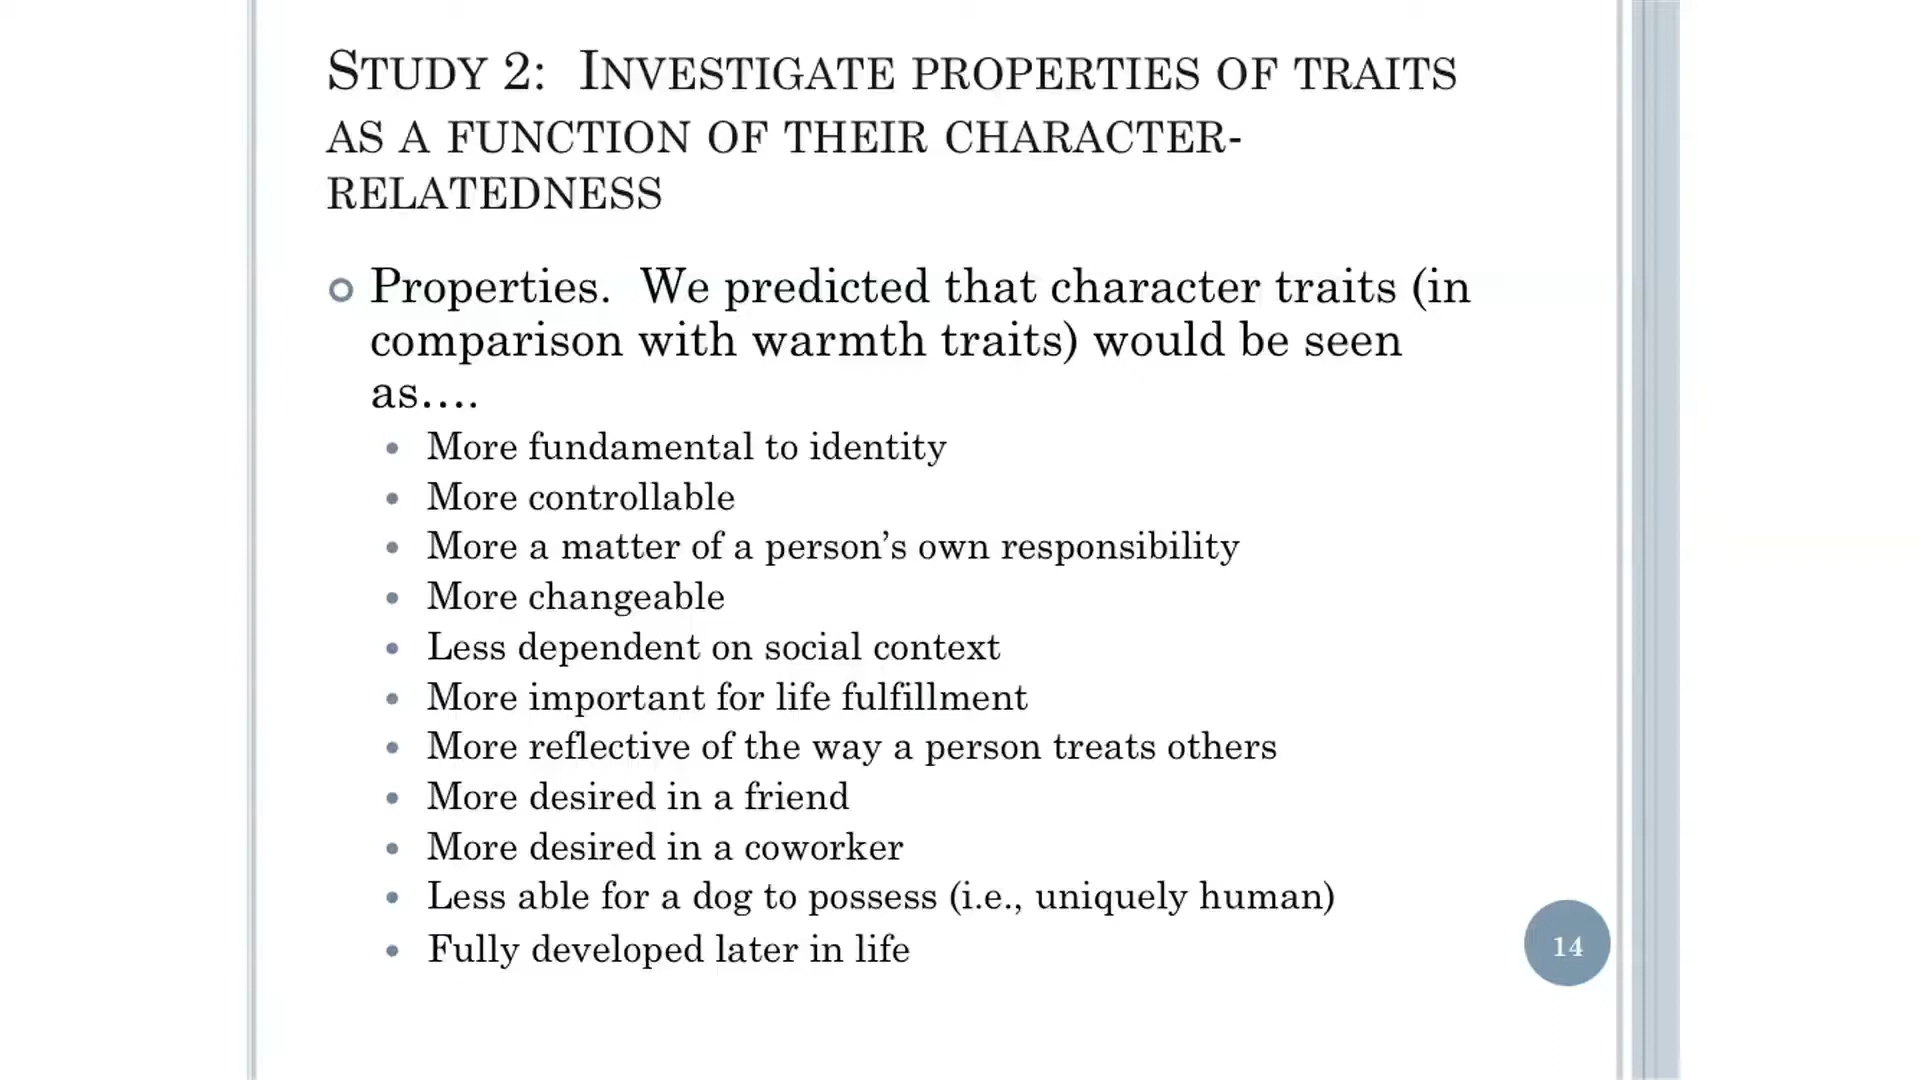 STUDY 2: INVESTIGATE PROPERTIES OF TRAITS
AS A FUNCTION OF THEIR CHARACTER-
RELATEDNESS
Properties. We predicted that character traits (in
comparison with warmth traits) would be seen
as….
• More fundamental to identity
• More controllable
• More a matter of a person’s own responsibility
• More changeable
• Less dependent on social context
• More important for life fulfillment
• More reflective of the way a person treats others
• More desired in a friend
• More desired in a coworker
• Less able for a dog to possess (i.e., uniquely human)
• Fully developed later in life
14